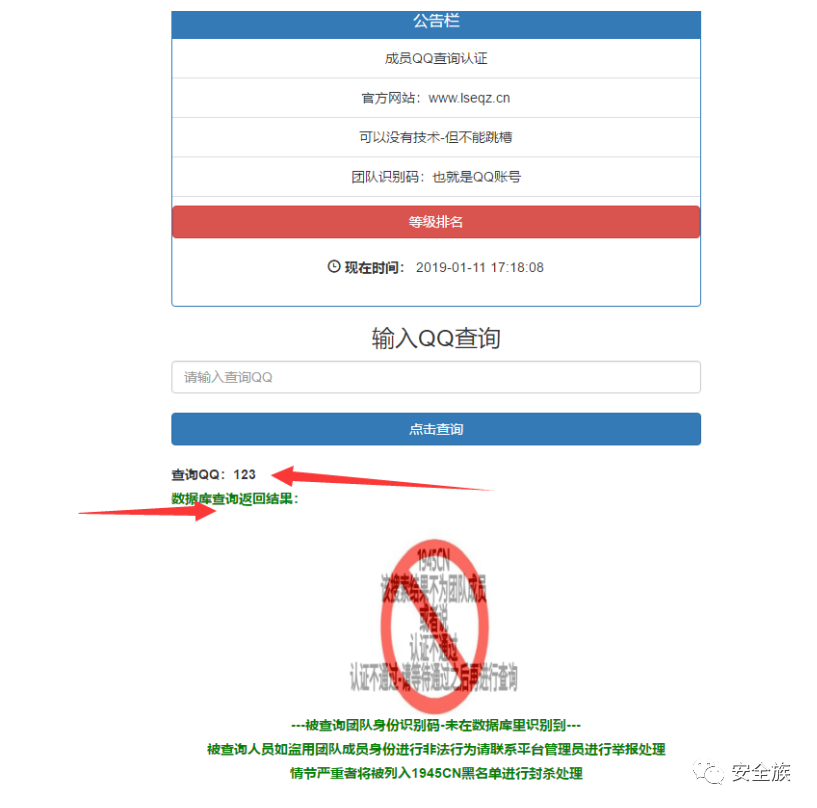 公告栏
成员QQ查询认证
官方网站：www.lseqz.cn
可以没有技术-但不能跳槽
团队识别码：也就是QQ账号
等级排名
现在时间： 2019-01-11 17:18:08
输入QQ查询
请输入查询QQ
点击查询
查询QQ：123
数据库查询返回结果：
1945CN
该搜索结果不为团队成员
或者说
认证不通过
认证不通过-请等待通过之后再进行查询
---被查询团队身份识别码-未在数据库里识别到---
被查询人员如盗用团队成员身份进行非法行为请联系平台管理员进行举报处理
情节严重者将被列入1945CN黑名单进行封杀处理
安全族